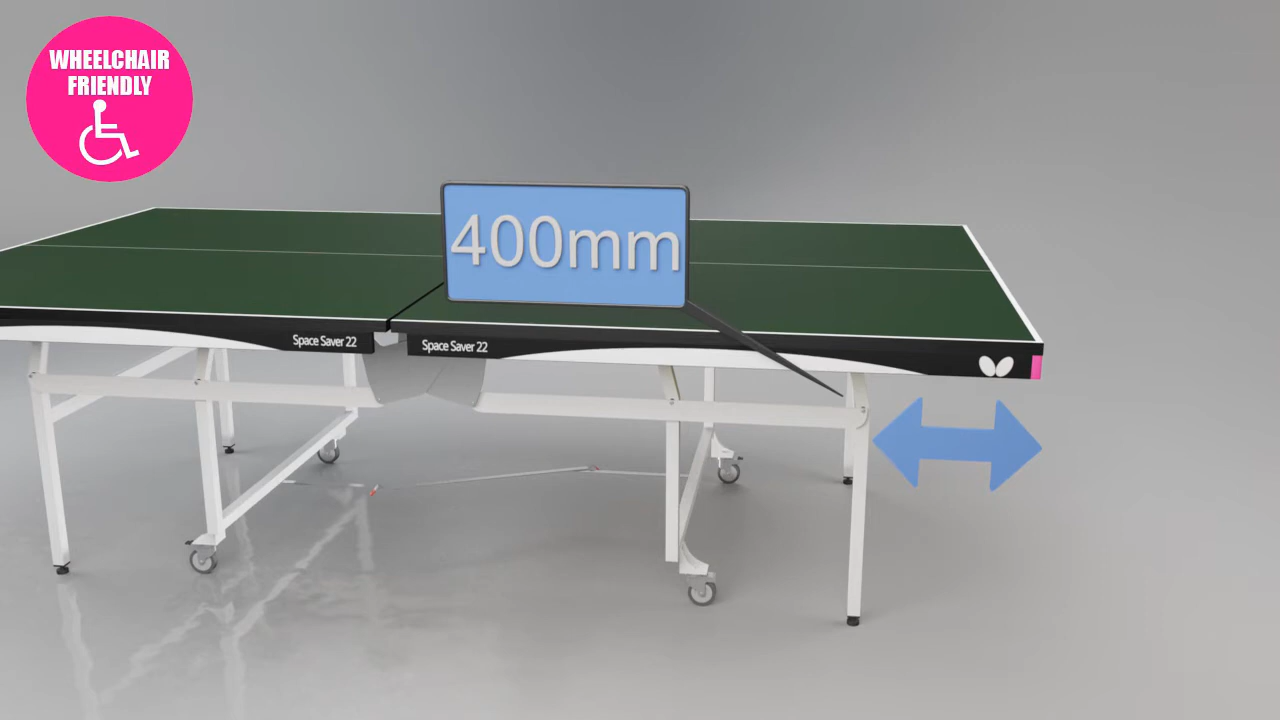 WHEELCHAIR
FRIENDLY
400mm
Space Saver 22
Space Saver 22